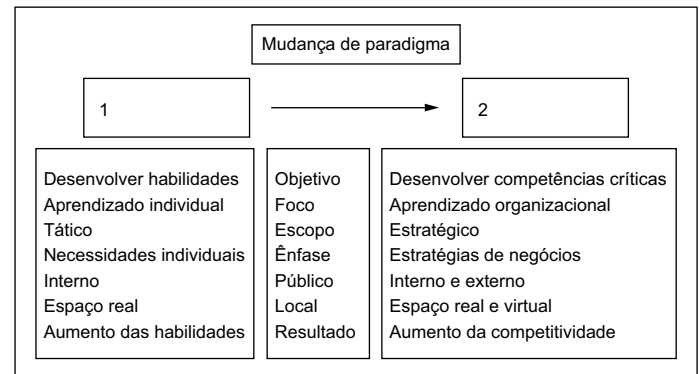 Mudança de paradigma
1
2
Desenvolver habilidades
Aprendizado individual
Tático
Necessidades individuais
Interno
Espaço real
Aumento das habilidades
Objetivo
Foco
Escopo
Ênfase
Público
Local
Resultado
Desenvolver competências críticas
Aprendizado organizacional
Estratégico
Estratégias de negócios
Interno e externo
Espaço real e virtual
Aumento da competitividade